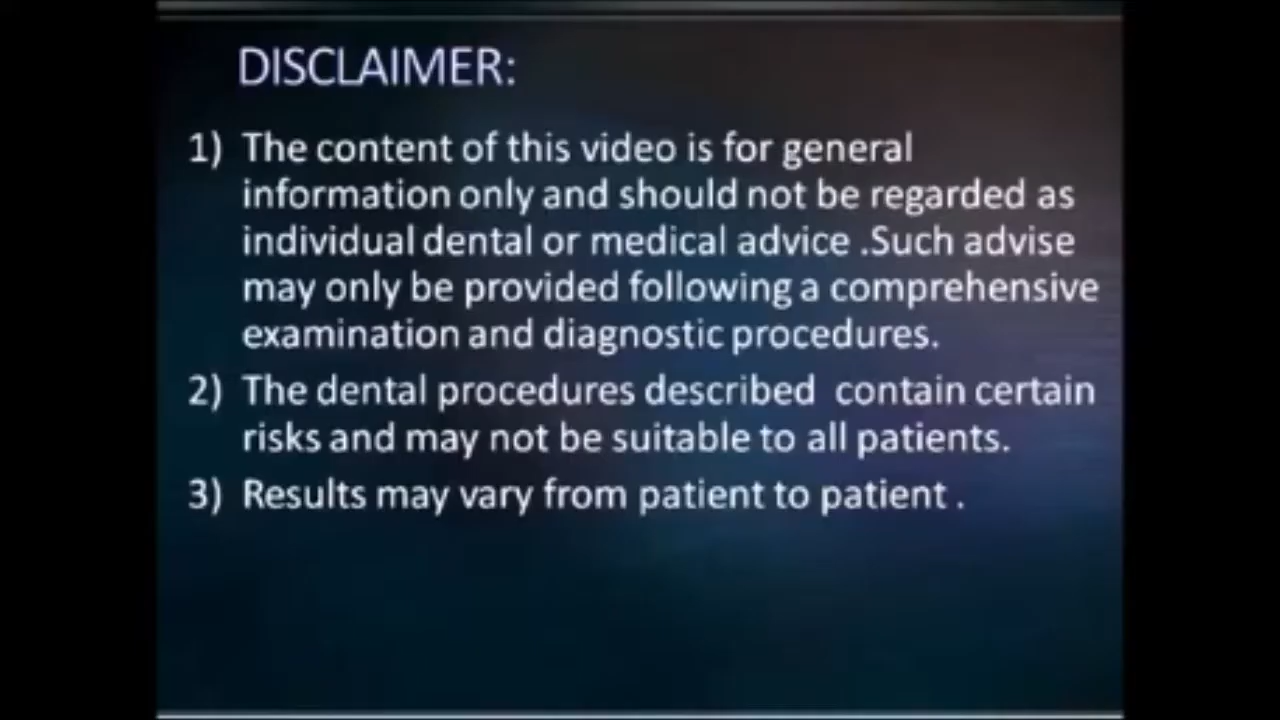 DISCLAIMER:
1) The content of this video is for general
information only and should not be regarded as
individual dental or medical advice .Such advise
may only be provided following a comprehensive
examination and diagnostic procedures.
2) The dental procedures described  contain certain
risks and may not be suitable to all patients.
3) Results may vary from patient to patient .